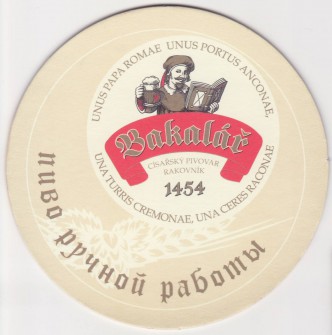 UNUS PAPA ROMAE UNUS PORTUS ANCONAE,
Bakalář
CÍSAŘSKÝ PIVOVAR
RAKOVNÍK
1454
UNA TURRIS CREMONAE, UNA CERES RACONAE
пиво ручной работы